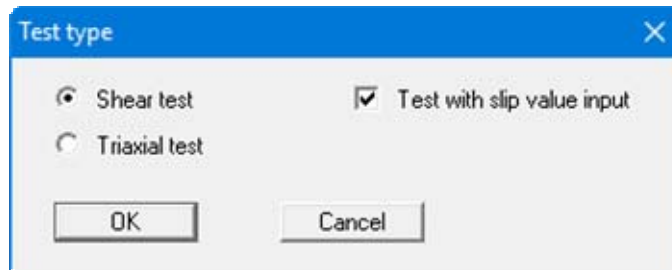 Test type
Shear test
Test with slip value input
Triaxial test
OK
Cancel